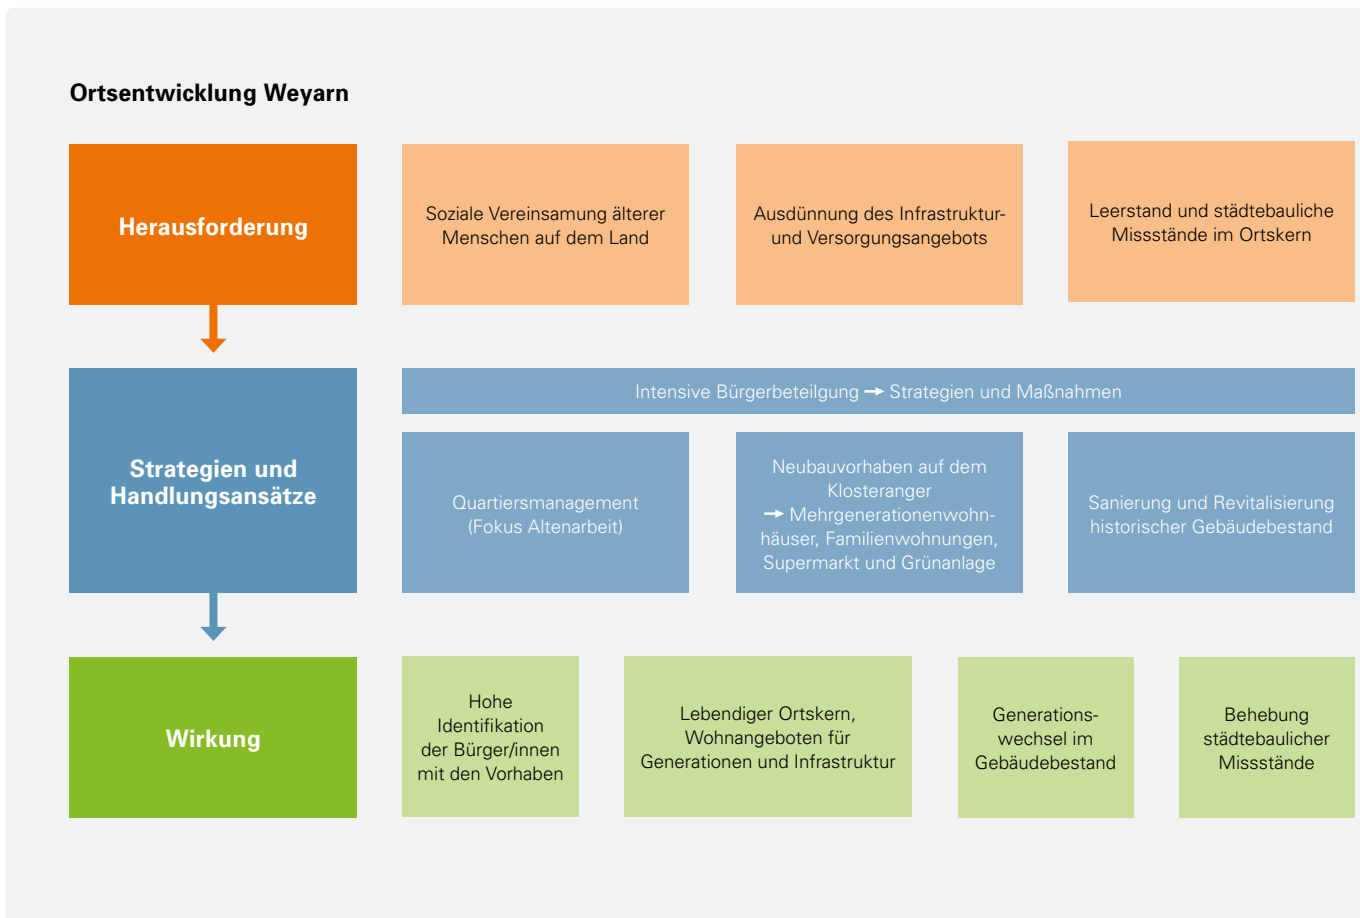 Ortsentwicklung Weyarn
Herausforderung
Soziale Vereinsamung älterer
Menschen auf dem Land
Ausdünnung des Infrastruktur-
und Versorgungsangebots
Leerstand und städtebauliche
Missstände im Ortskern
Strategien und
Handlungsansätze
Intensive Bürgerbeteilgung → Strategien und Maßnahmen
Quartiersmanagement
(Fokus Altenarbeit)
Neubauvorhaben auf dem
Klosteranger
→ Mehrgenerationenwohn-
häuser, Familienwohnungen,
Supermarkt und Grünanlage
Sanierung und Revitalisierung
historischer Gebäudebestand
Wirkung
Hohe
Identifikation
der Bürger/innen
mit den Vorhaben
Lebendiger Ortskern,
Wohnangeboten für
Generationen und Infrastruktur
Generations-
wechsel im
Gebäudebestand
Behebung
städtebaulicher
Missstände